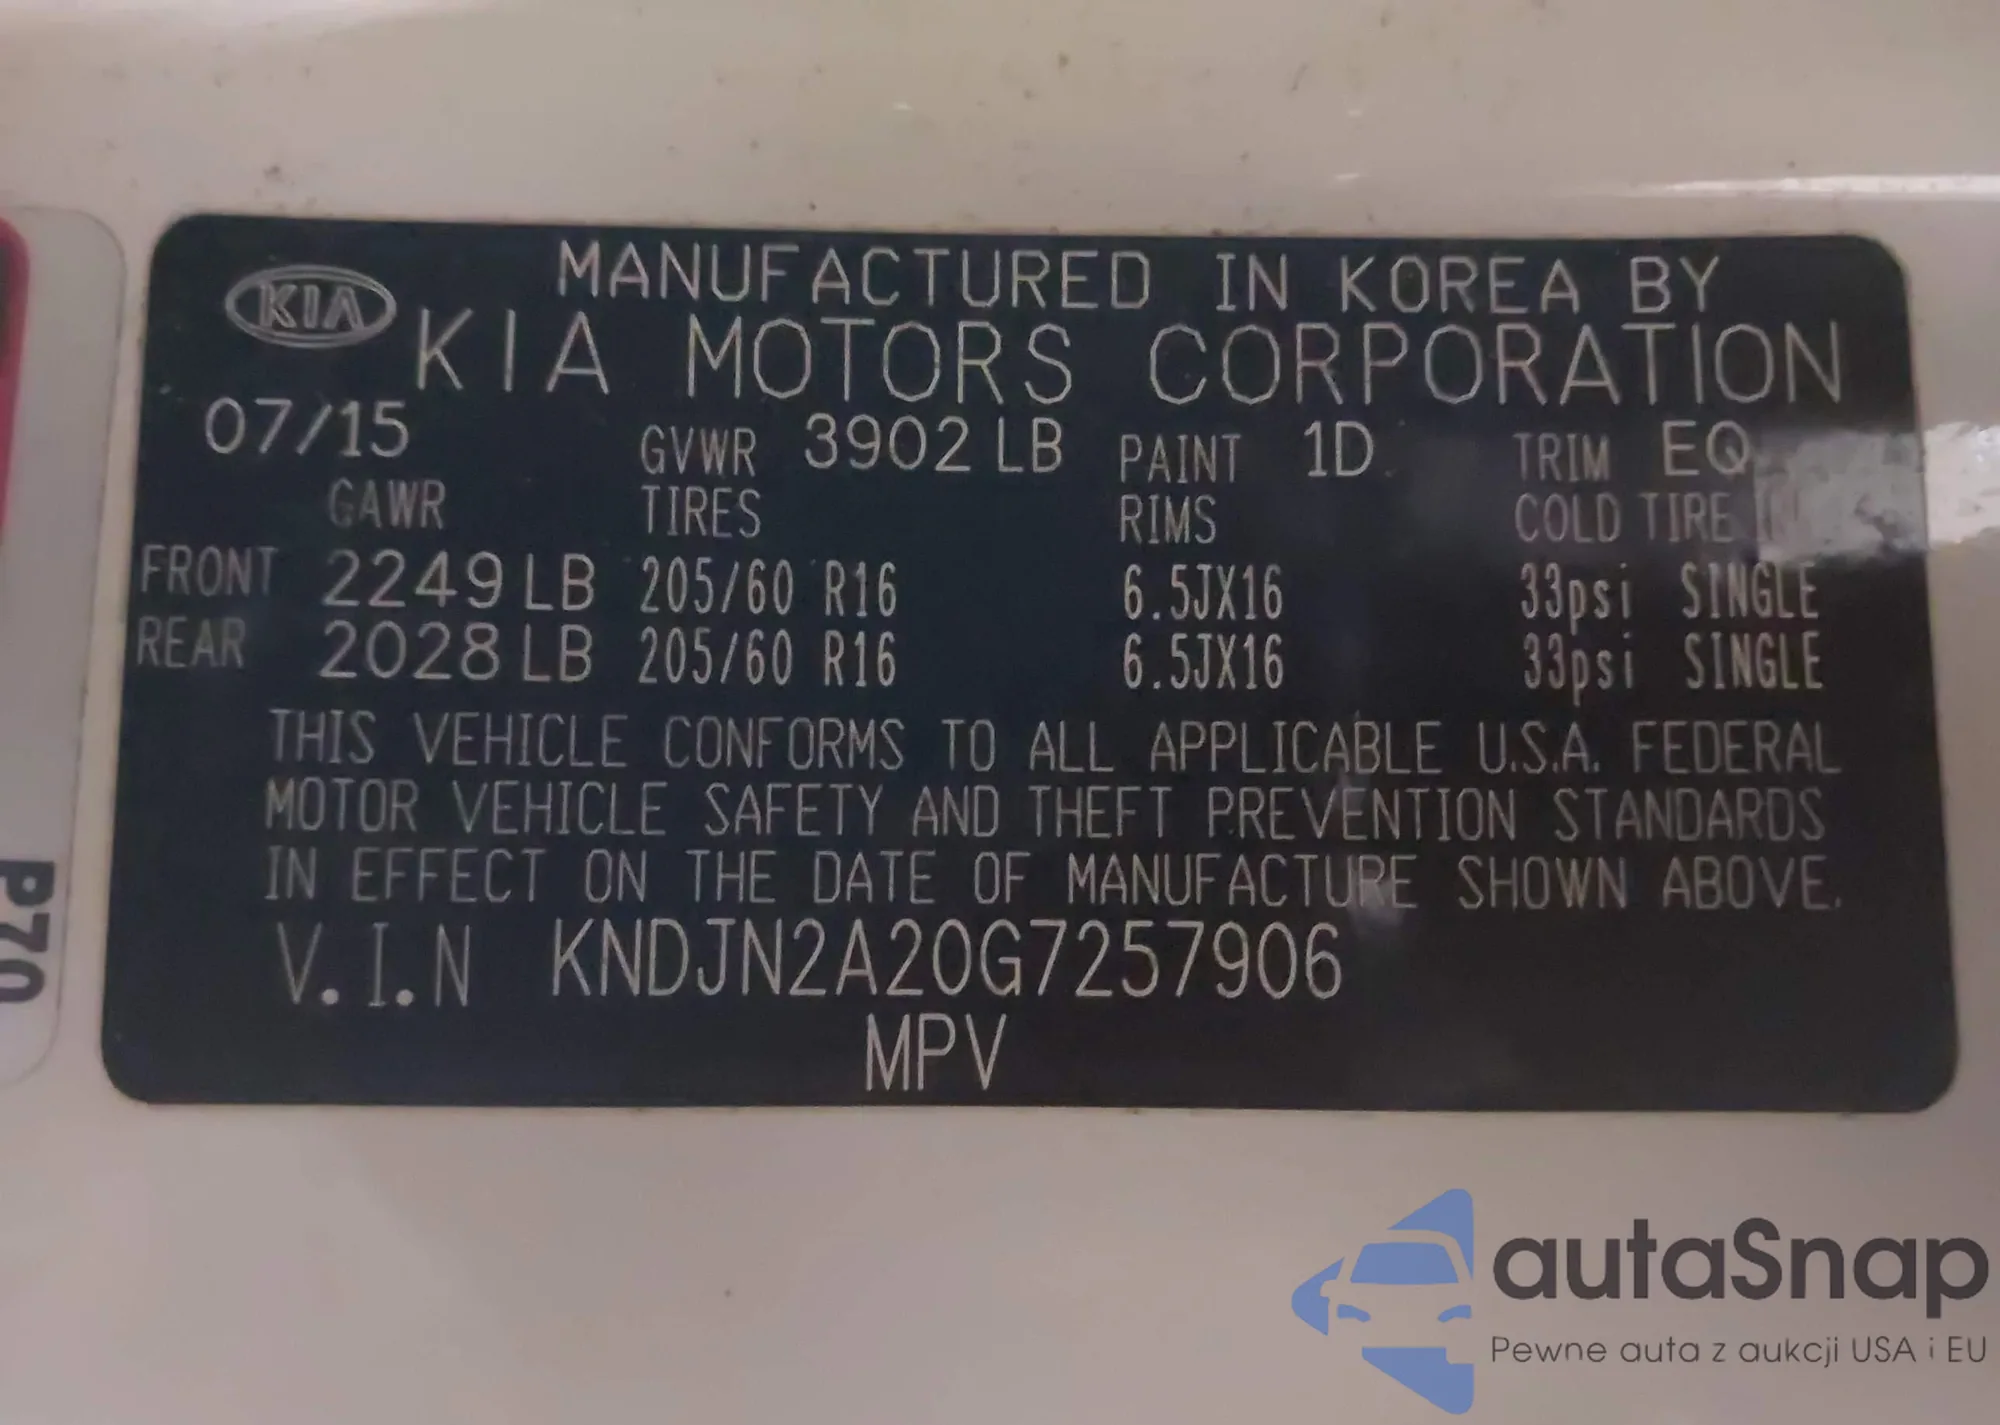 KIA
MANUFACTURED IN KOREA BY
KIA MOTORS CORPORATION
07/15 GVWR 3902 LB PAINT 1D TRIM EQ
GAWR TIRES RIMS COLD TIRE
FRONT 2249 LB 205/60 R16 6.5JX16 33psi SINGLE
REAR 2028 LB 205/60 R16 6.5JX16 33psi SINGLE
THIS VEHICLE CONFORMS TO ALL APPLICABLE U.S.A. FEDERAL
MOTOR VEHICLE SAFETY AND THEFT PREVENTION STANDARDS
IN EFFECT ON THE DATE OF MANUFACTURE SHOWN ABOVE.
V.I.N KNDJN2A20G7257906
MPV
P70
autaSnap
Pewne auta z aukcji USA i EU